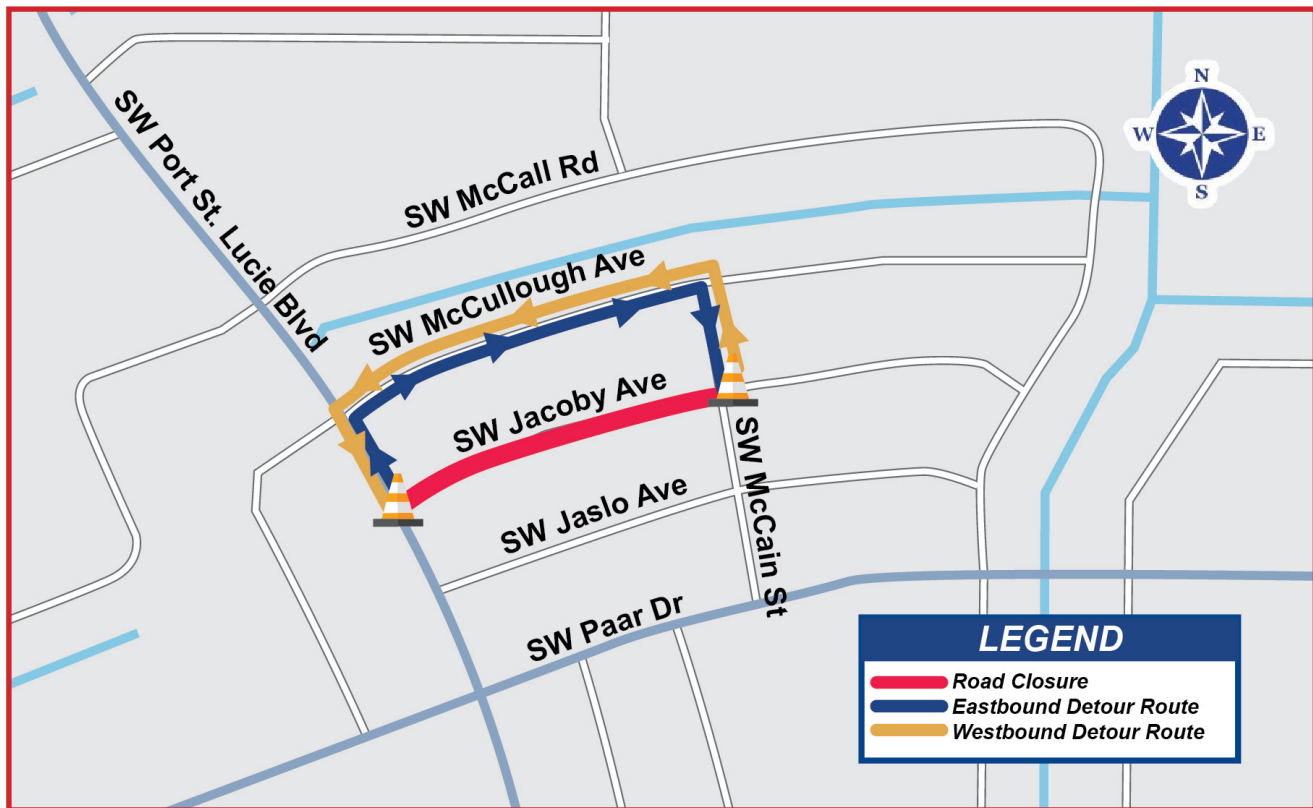 N
W
E
S
SW Port St. Lucie Blvd
SW McCall Rd
SW McCullough Ave
SW Jacoby Ave
SW Jaslo Ave
SW McCain St
SW Paar Dr
LEGEND
Road Closure
Eastbound Detour Route
Westbound Detour Route